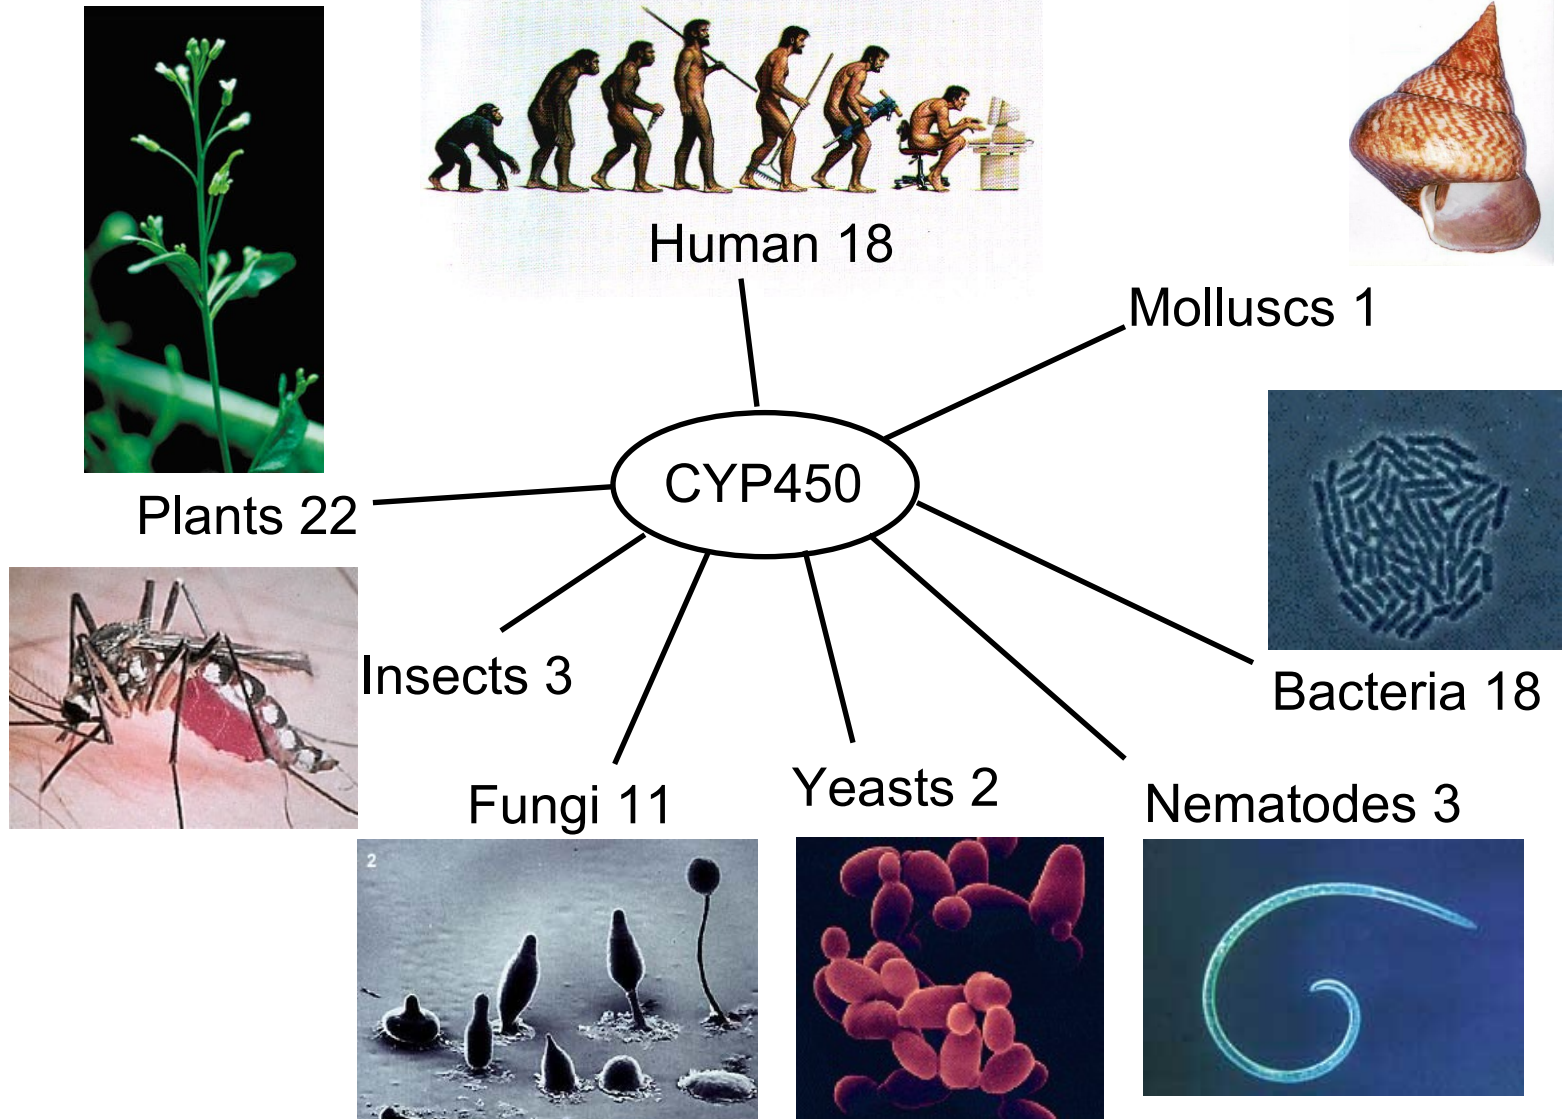 Human 18
Molluscs 1
CYP450
Plants 22
Insects 3
Bacteria 18
Fungi 11
Yeasts 2
Nematodes 3
2